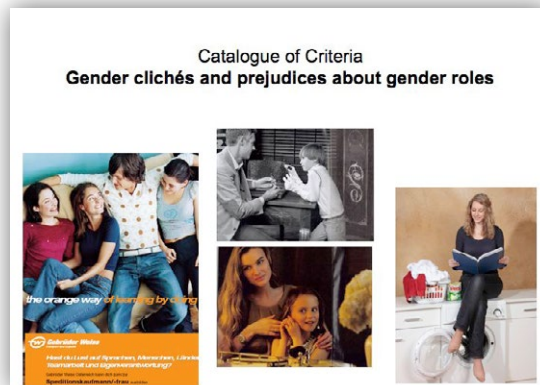 Catalogue of Criteria
Gender clichés and prejudices about gender roles
the orange way of learning by doing
Gebrüder Weiss
Hast du Lust auf Sprachen, Menschen, Länder,
Teamarbeit und Eigenverantwortung?
Speditionskaufmann/-frau